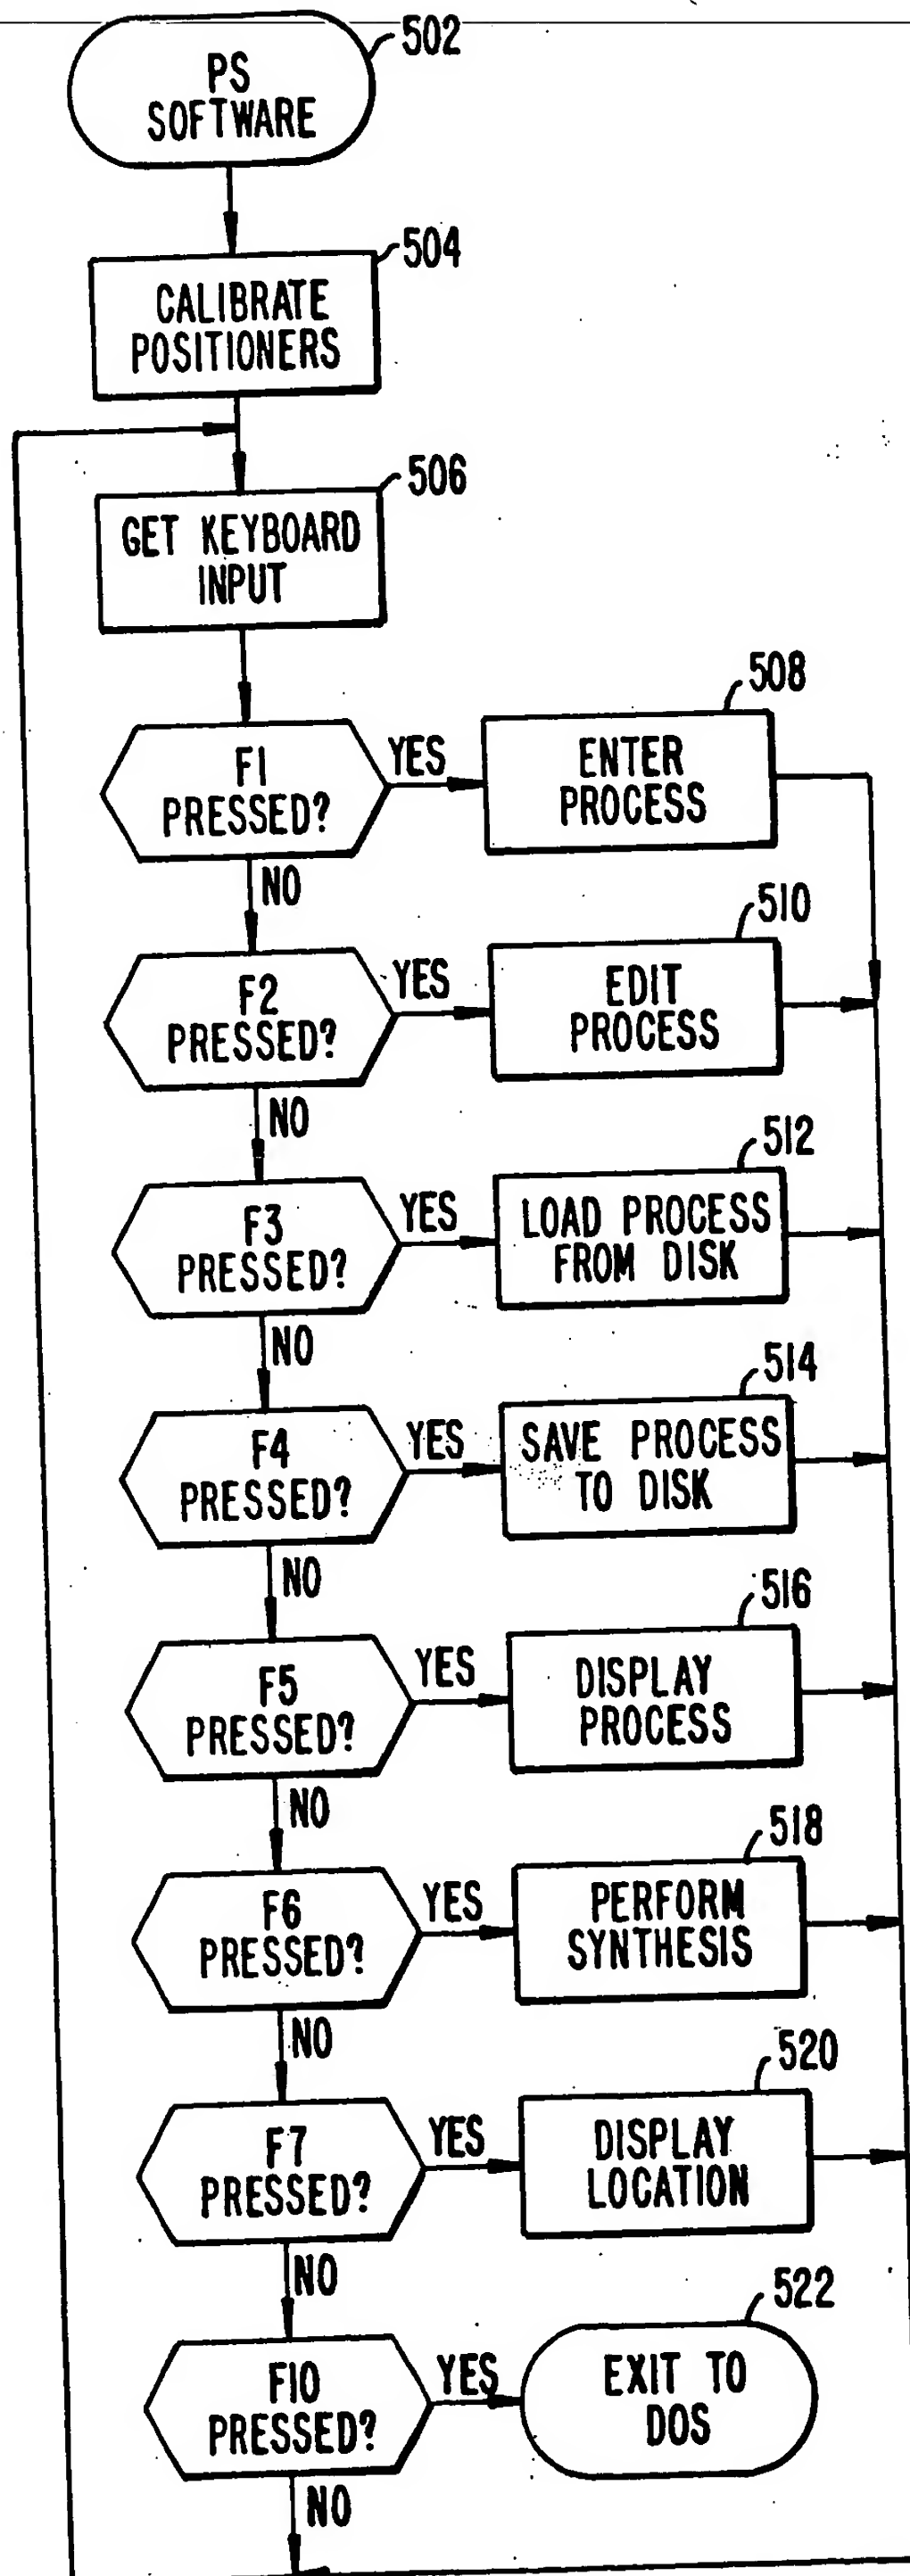 502
PS
SOFTWARE
504
CALIBRATE
POSITIONERS
506
GET KEYBOARD
INPUT
508
F1
PRESSED?
YES
ENTER
PROCESS
NO
510
F2
PRESSED?
YES
EDIT
PROCESS
NO
512
F3
PRESSED?
YES
LOAD PROCESS
FROM DISK
NO
514
F4
PRESSED?
YES
SAVE PROCESS
TO DISK
NO
516
F5
PRESSED?
YES
DISPLAY
PROCESS
NO
518
F6
PRESSED?
YES
PERFORM
SYNTHESIS
NO
520
F7
PRESSED?
YES
DISPLAY
LOCATION
NO
522
F10
PRESSED?
YES
EXIT TO
DOS
NO